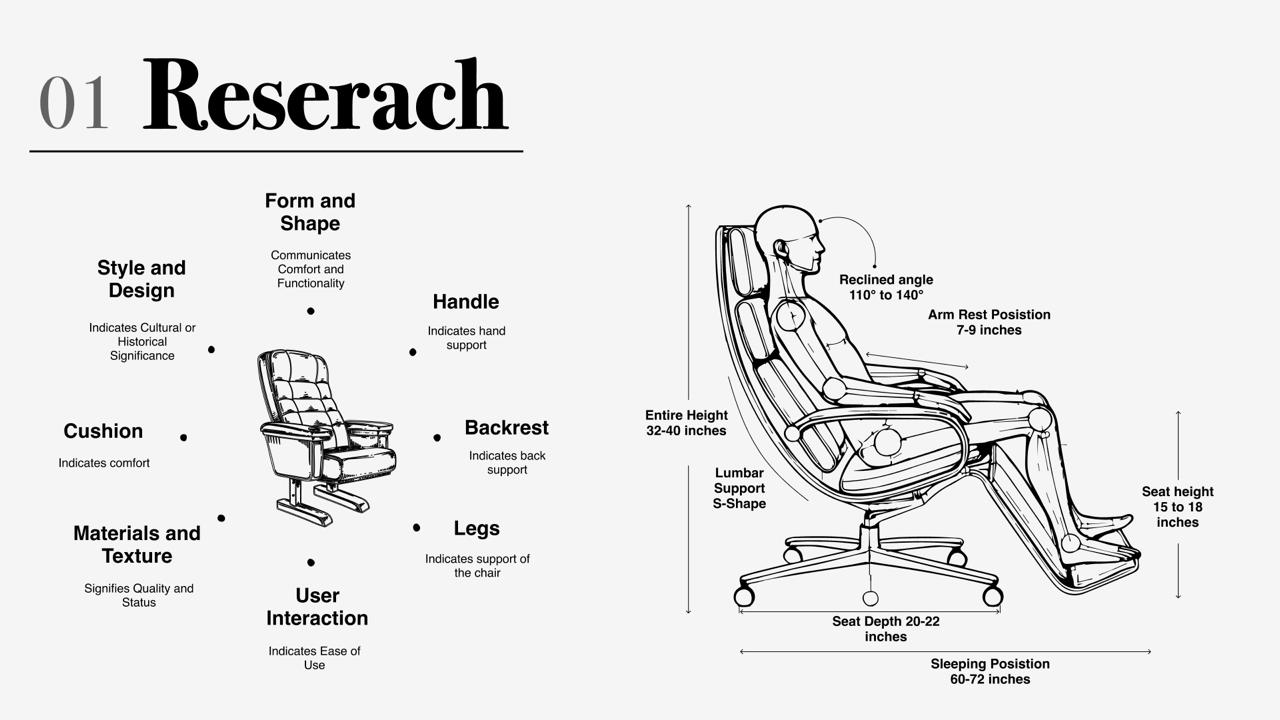 01 Reserach
Form and
Shape
Communicates
Comfort and
Functionality
Style and
Design
Indicates Cultural or
Historical
Significance
Handle
Indicates hand
support
Cushion
Indicates comfort
Backrest
Indicates back
support
Materials and
Texture
Signifies Quality and
Status
Legs
Indicates support of
the chair
User
Interaction
Indicates Ease of
Use
Reclined angle
110° to 140°
Arm Rest Posistion
7-9 inches
Entire Height
32-40 inches
Lumbar
Support
S-Shape
Seat height
15 to 18
inches
Seat Depth 20-22
inches
Sleeping Posistion
60-72 inches